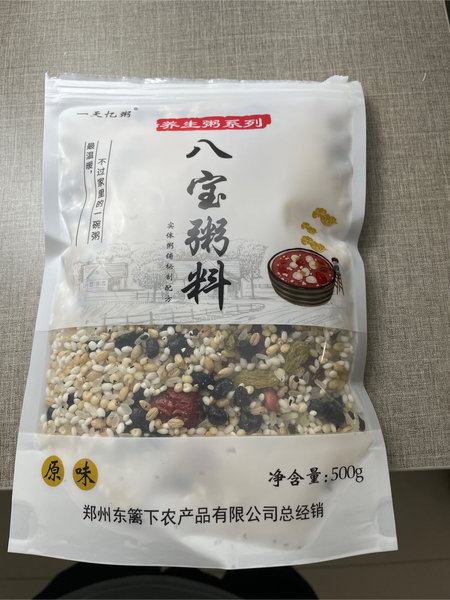 一天忆粥®
养生粥系列
八宝粥料
最温暖,
不过家里的一碗粥
实体粥铺秘制配方
原味
净含量:500g
郑州东篱下农产品有限公司总经销